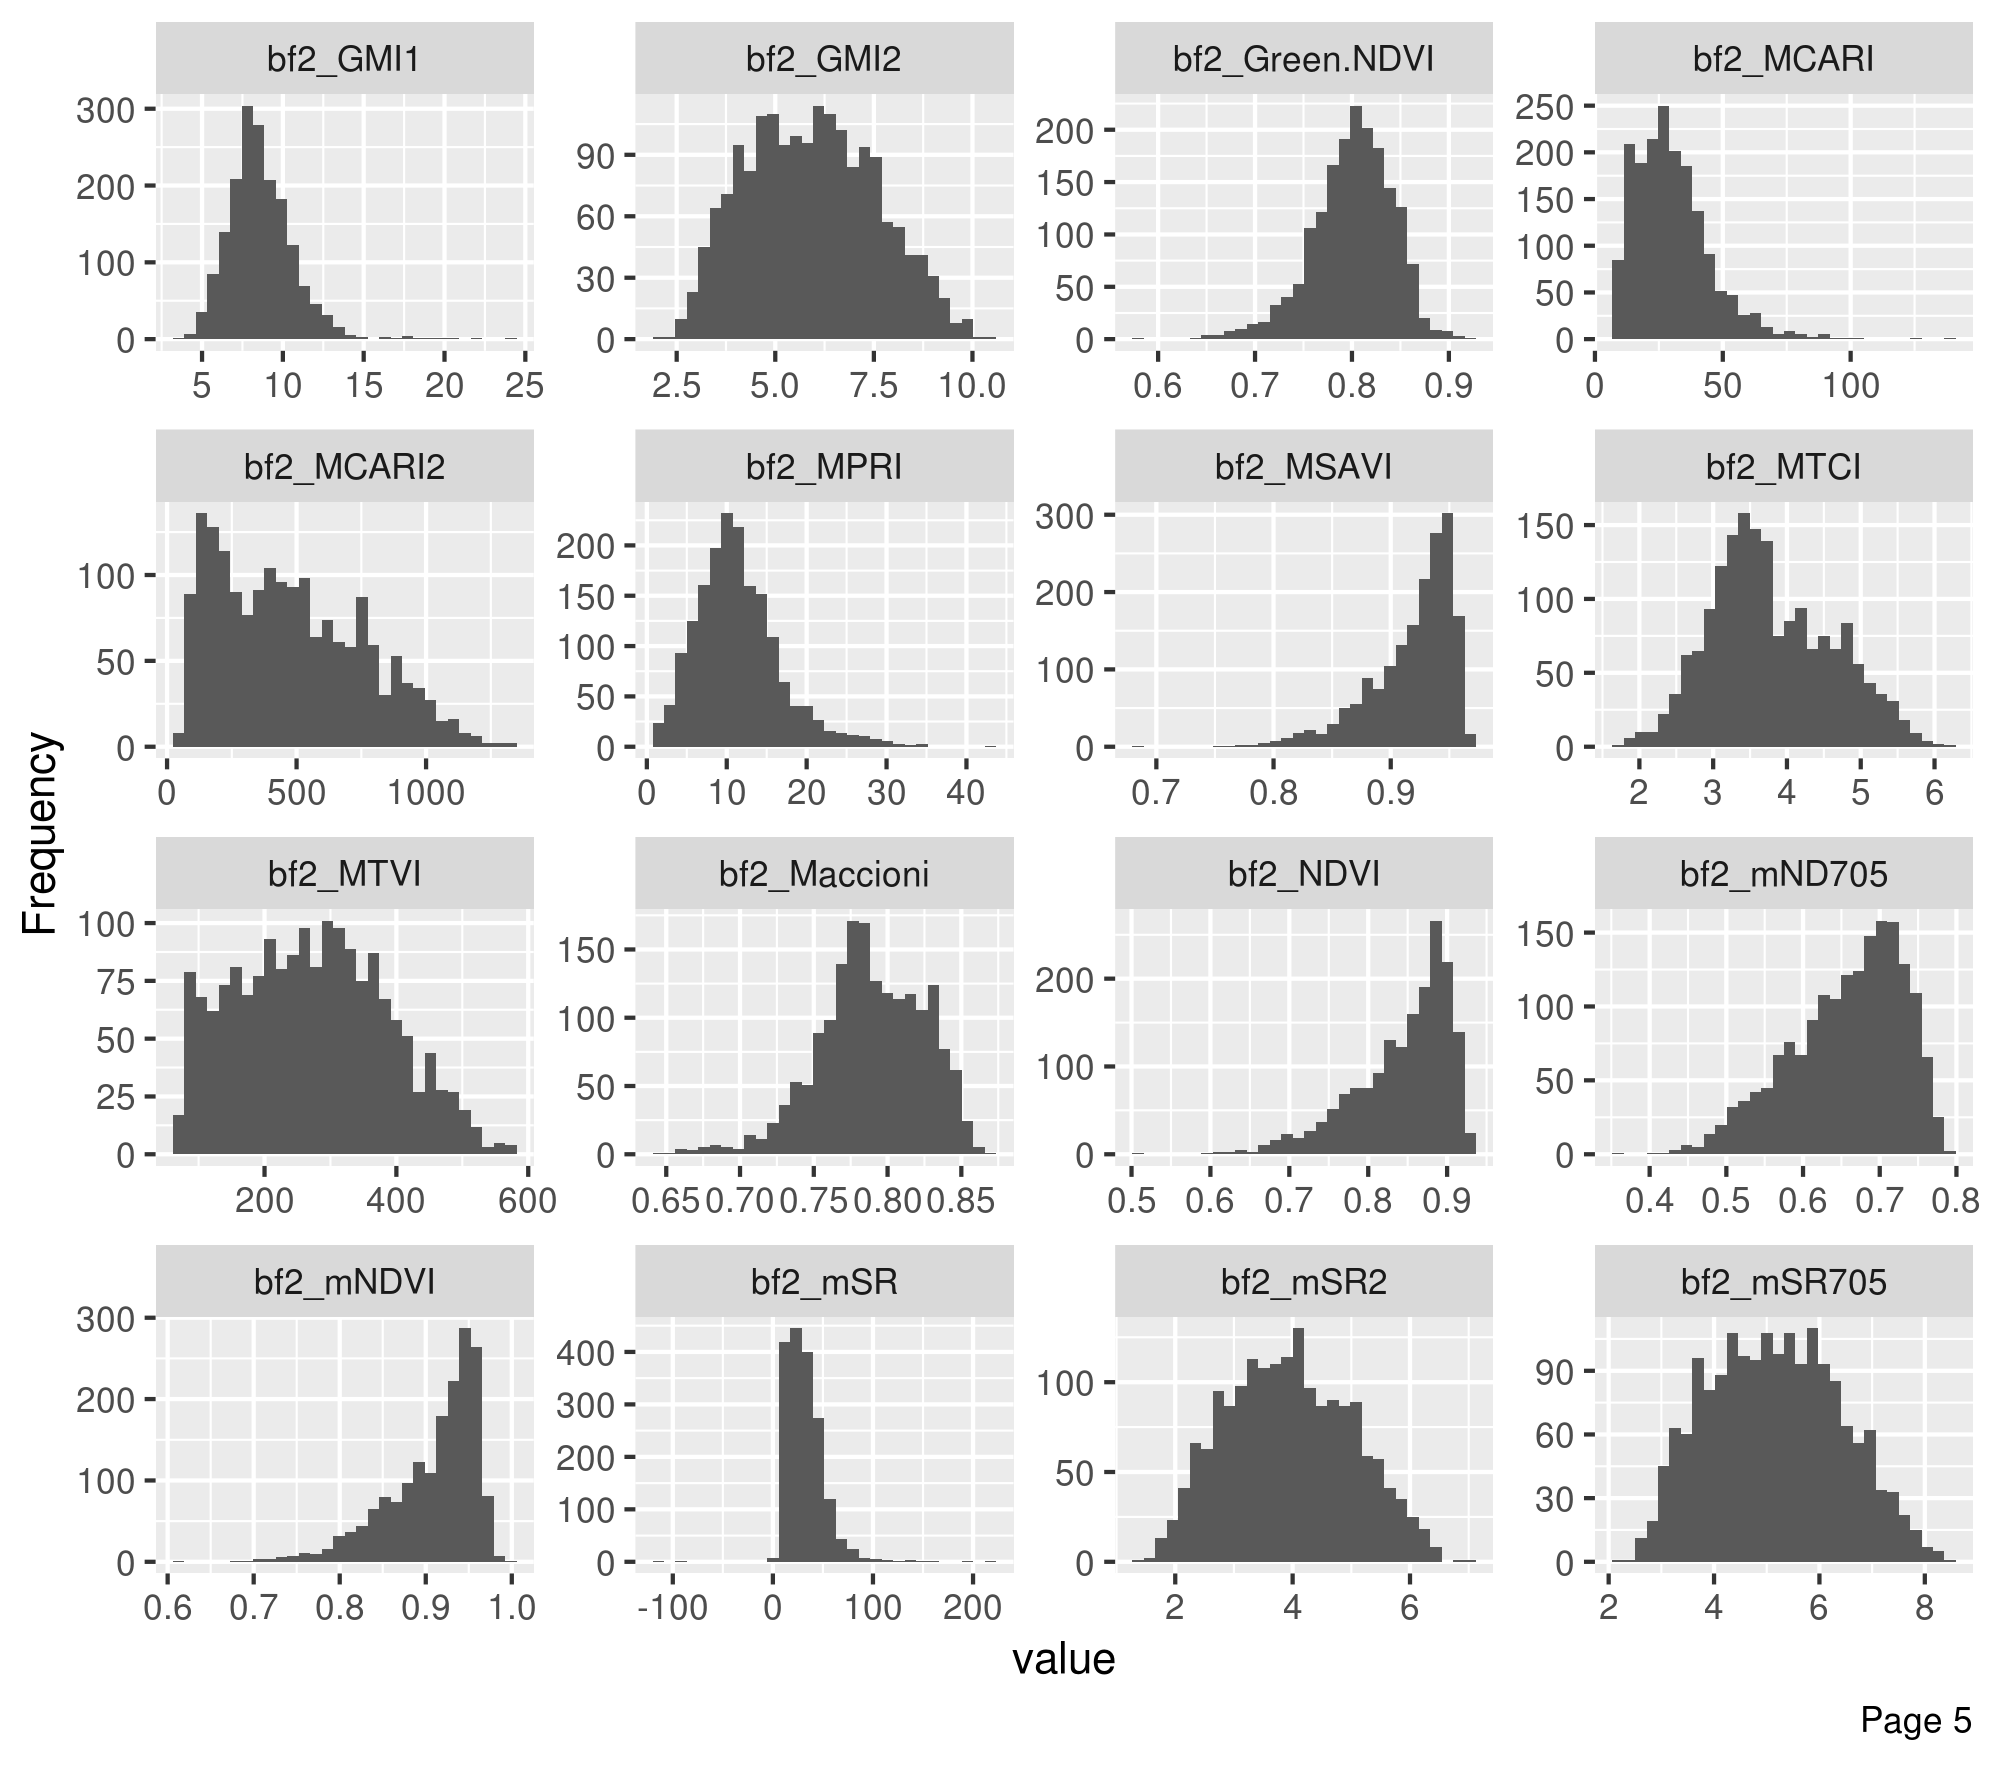 bf2_GMI1 bf2_GMI2 bf2_Green.NDVI bf2_MCARI
300 200 100 0
90 60 30 0
200 150 100 50 0
250 200 150 100 50 0
5 10 15 20 25
2.5 5.0 7.5 10.0
0.6 0.7 0.8 0.9
0 50 100
bf2_MCARI2 bf2_MPRI bf2_MSAVI bf2_MTCI
100 50 0
200 150 100 50 0
300 200 100 0
150 100 50 0
0 500 1000
0 10 20 30 40
0.7 0.8 0.9
2 3 4 5 6
Frequency
bf2_MTVI bf2_Maccioni bf2_NDVI bf2_mND705
100 75 50 25 0
150 100 50 0
200 100 0
150 100 50 0
200 400 600
0.65 0.70 0.75 0.80 0.85
0.5 0.6 0.7 0.8 0.9
0.4 0.5 0.6 0.7 0.8
bf2_mNDVI bf2_mSR bf2_mSR2 bf2_mSR705
300 200 100 0
400 300 200 100 0
100 50 0
90 60 30 0
0.6 0.7 0.8 0.9 1.0
-100 0 100 200
2 4 6
2 4 6 8
value
Page 5